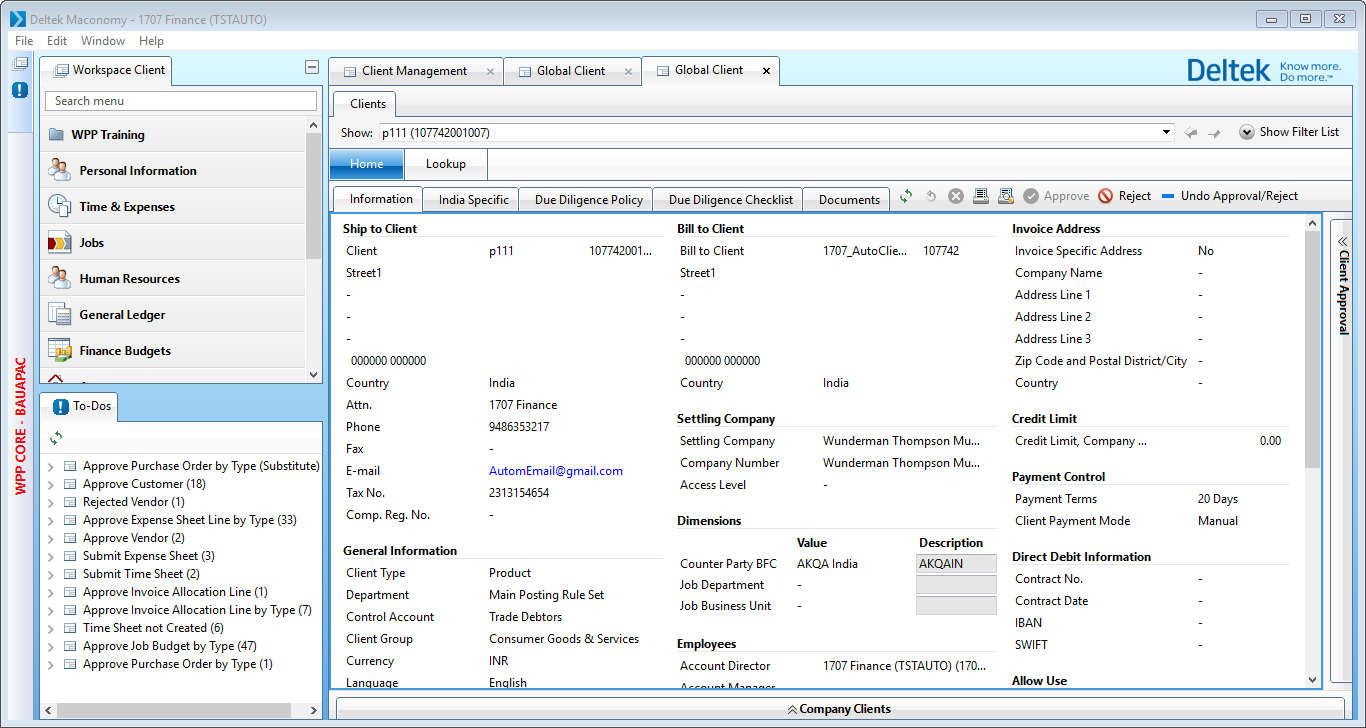 Deltek Maconomy - 1707 Finance (TSTAUTO)
File Edit Window Help
WPP CORE - BAUAPAC
Workspace Client
Search menu
WPP Training
Personal Information
Time & Expenses
Jobs
Human Resources
General Ledger
Finance Budgets
To-Dos
Approve Purchase Order by Type (Substitute)
Approve Customer (18)
Rejected Vendor (1)
Approve Expense Sheet Line by Type (33)
Approve Vendor (2)
Submit Expense Sheet (3)
Submit Time Sheet (2)
Approve Invoice Allocation Line (1)
Approve Invoice Allocation Line by Type (7)
Time Sheet not Created (6)
Approve Job Budget by Type (47)
Approve Purchase Order by Type (1)
Client Management Global Client Global Client
Deltek Know more. Do more.™
Clients
Show: p111 (107742001007) Show Filter List
Home Lookup
Information India Specific Due Diligence Policy Due Diligence Checklist Documents Approve Reject Undo Approval/Reject
Ship to Client
Client p111 107742001...
Street1
-
-
-
000000 000000
Country India
Attn. 1707 Finance
Phone 9486353217
Fax -
E-mail AutomEmail@gmail.com
Tax No. 2313154654
Comp. Reg. No. -
General Information
Client Type Product
Department Main Posting Rule Set
Control Account Trade Debtors
Client Group Consumer Goods & Services
Currency INR
Language English
Bill to Client
Bill to Client 1707_AutoClie... 107742
Street1
-
-
-
000000 000000
Country India
Settling Company
Settling Company Wunderman Thompson Mu...
Company Number Wunderman Thompson Mu...
Access Level -
Dimensions
Value Description
Counter Party BFC AKQA India AKQAIN
Job Department -
Job Business Unit -
Employees
Account Director 1707 Finance (TSTAUTO) (170...
Account Manager
Invoice Address
Invoice Specific Address No
Company Name -
Address Line 1 -
Address Line 2 -
Address Line 3 -
Zip Code and Postal District/City -
Country -
Credit Limit
Credit Limit, Company ... 0.00
Payment Control
Payment Terms 20 Days
Client Payment Mode Manual
Direct Debit Information
Contract No. -
Contract Date -
IBAN -
SWIFT -
Allow Use
Client Approval
Company Clients